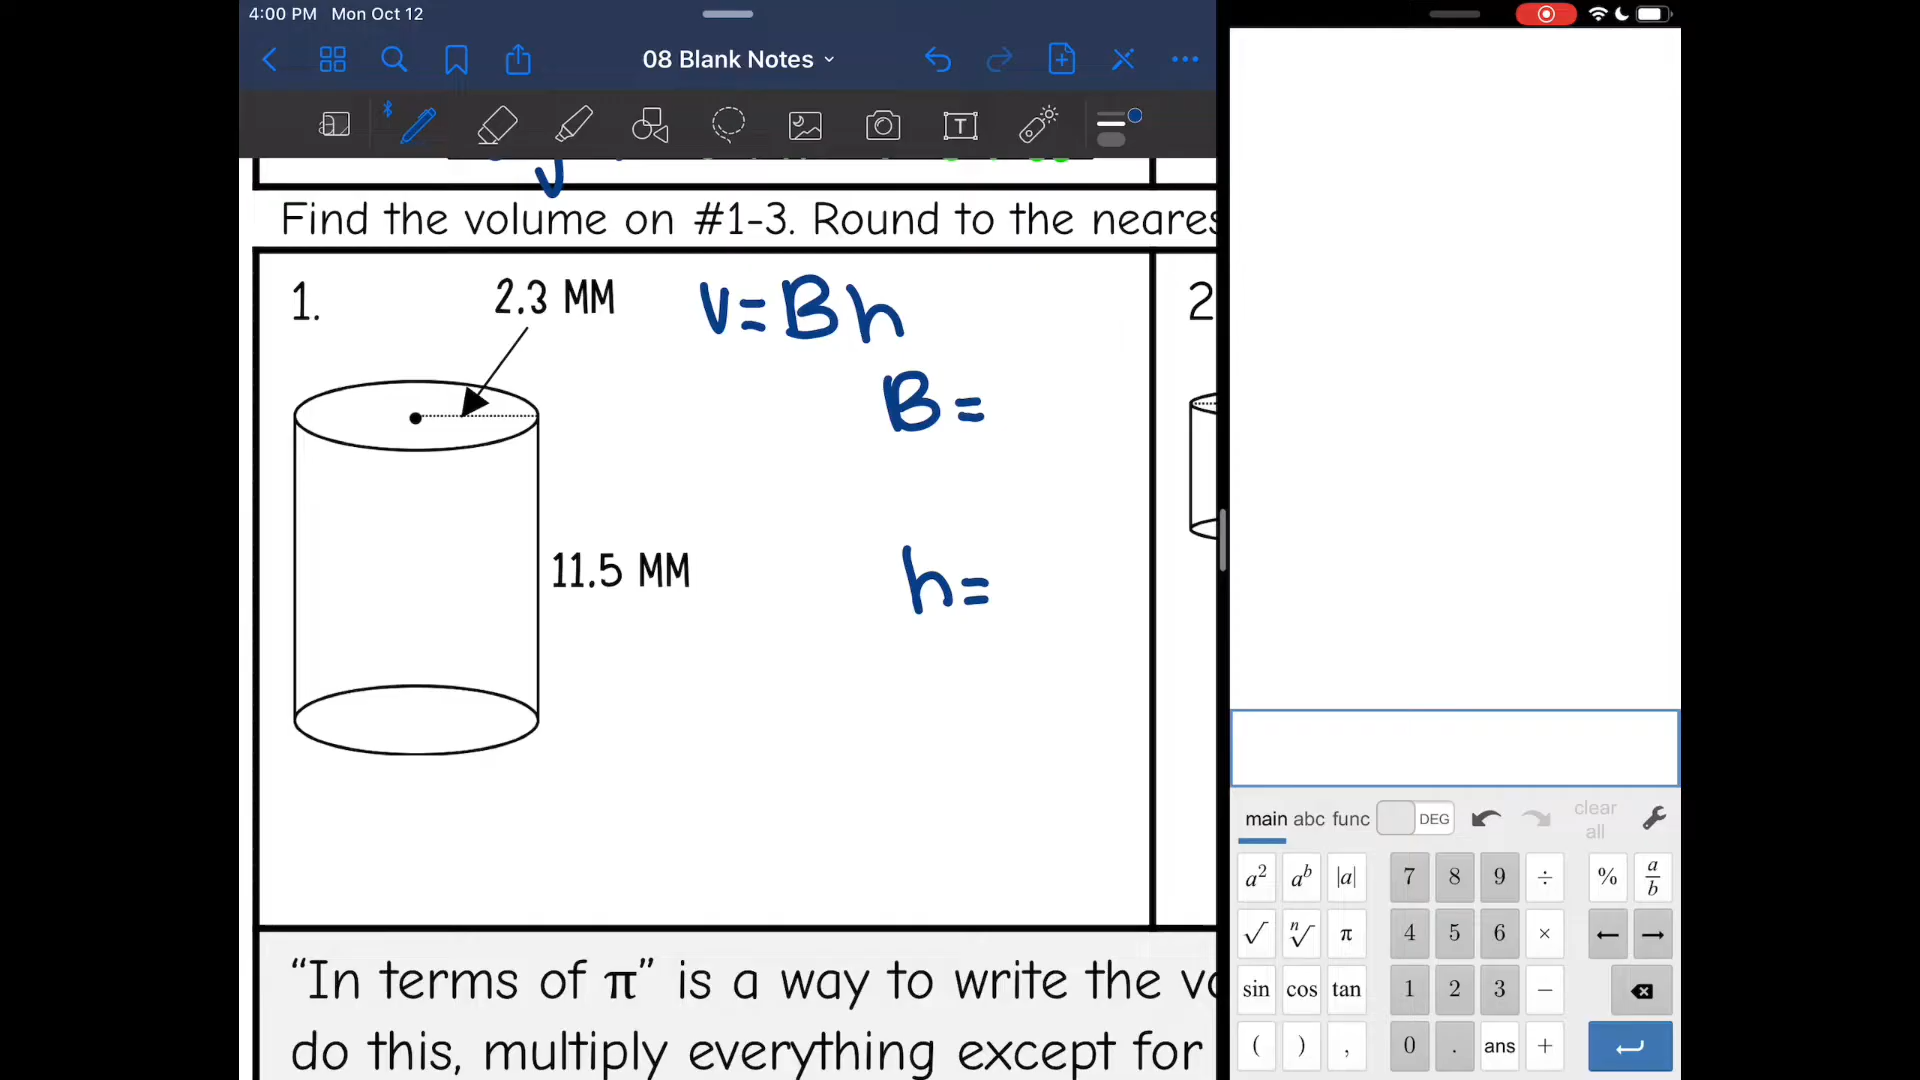 4:00 PM Mon Oct 12
08 Blank Notes
Find the volume on #1-3. Round to the neares
1.
2.3 MM
V = Bh
2
B =
11.5 MM
h =
“In terms of π” is a way to write the vo
do this, multiply everything except for
main abc func DEG clear all
a² aᵇ |a| 7 8 9 ÷ % a/b
√ ⁿ√ π 4 5 6 × ← →
sin cos tan 1 2 3 −
( ) , 0 . ans +